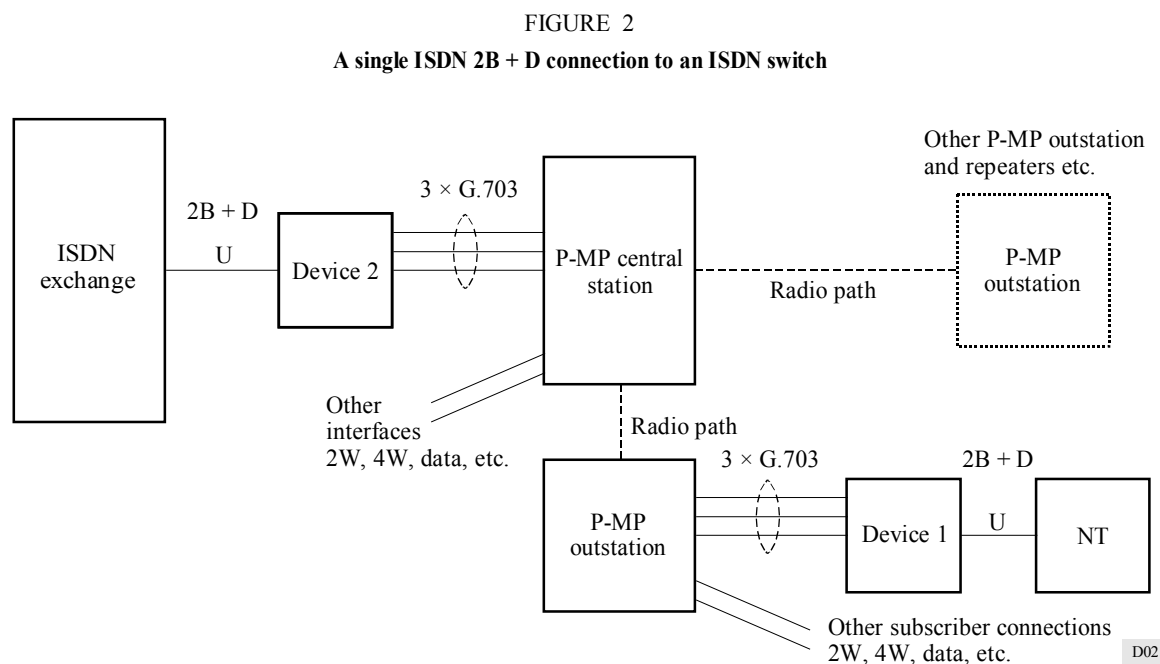 FIGURE 2
A single ISDN 2B + D connection to an ISDN switch
Other P-MP outstation
and repeaters etc.
3 × G.703
2B + D
ISDN
exchange
U
Device 2
P-MP central
station
Radio path
P-MP
outstation
Other
interfaces
2W, 4W, data, etc.
Radio path
3 × G.703
2B + D
P-MP
outstation
Device 1
U
NT
Other subscriber connections
2W, 4W, data, etc.
D02